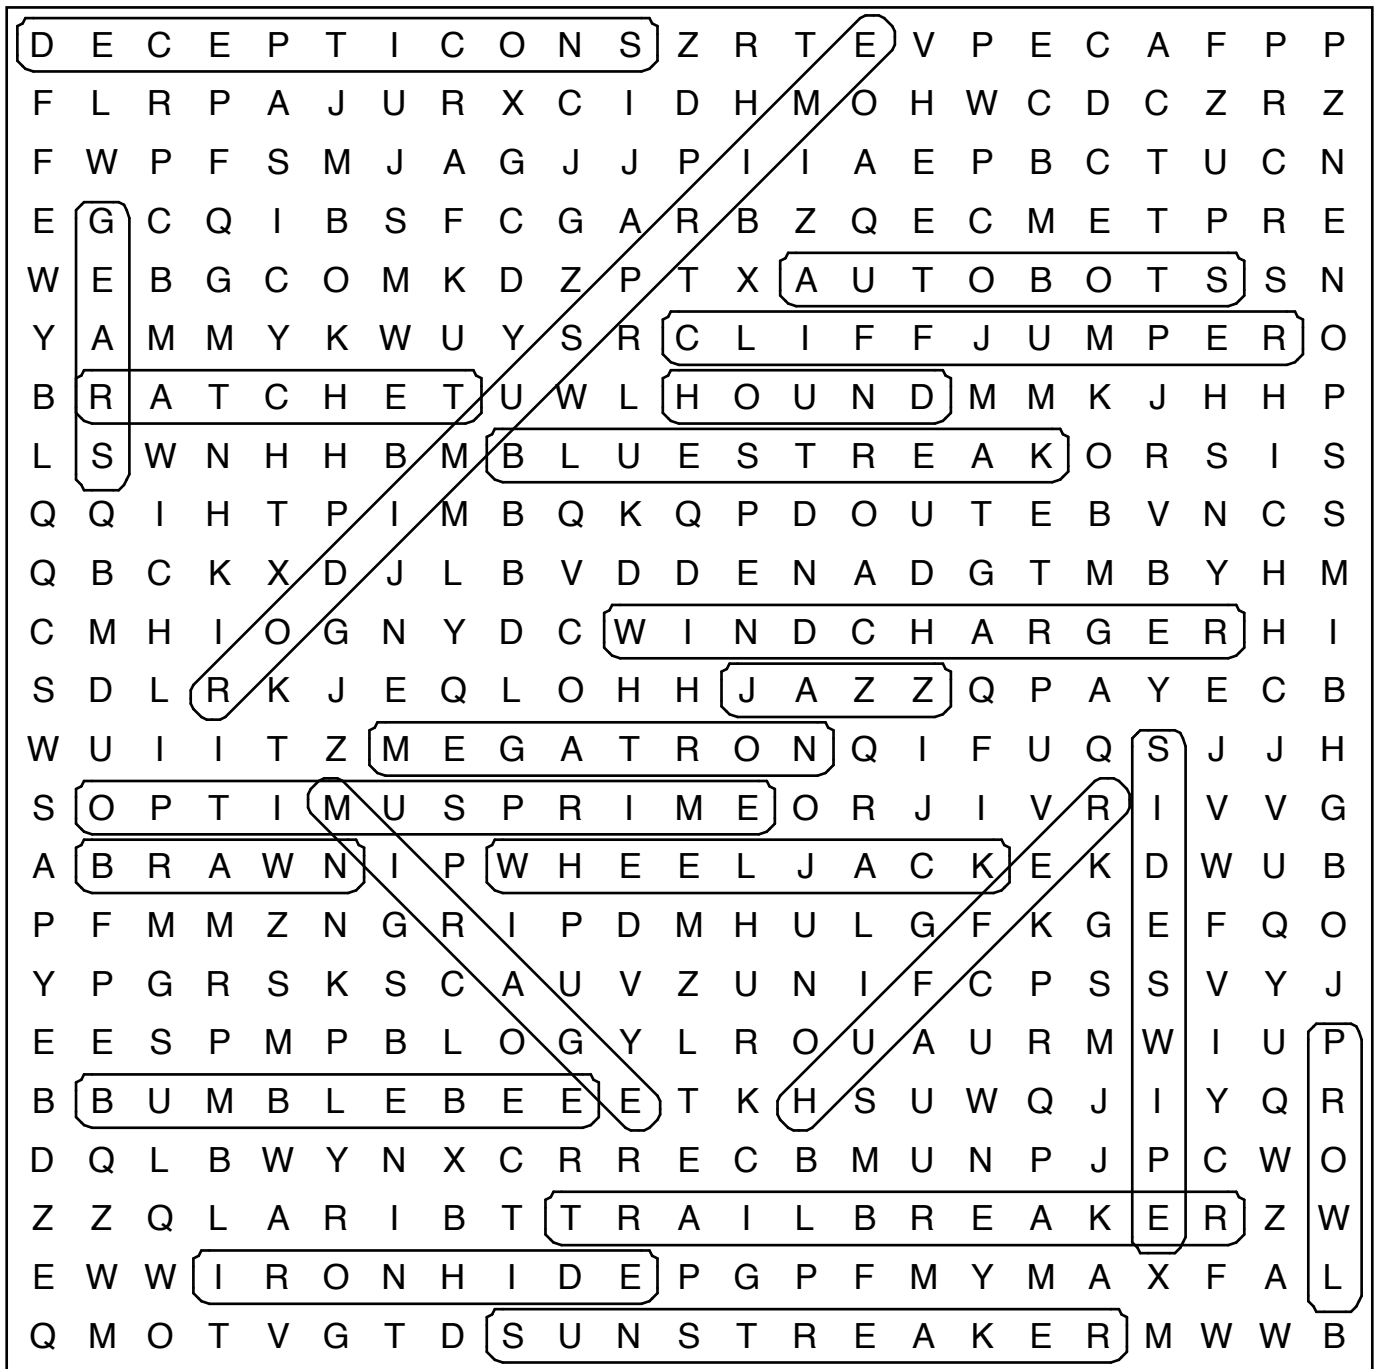 D E C E P T I C O N S Z R T E V P E C A F P P
F L R P A J U R X C I D H M O H W C D C Z R Z
F W P F S M J A G J J P I I A E P B C T U C N
E G C Q I B S F C G A R B Z Q E C M E T P R E
W E B G C O M K D Z P T X A U T O B O T S S N
Y A M M Y K W U Y S R C L I F F J U M P E R O
B R A T C H E T U W L H O U N D M M K J H H P
L S W N H H B M B L U E S T R E A K O R S I S
Q Q I H T P I M B Q K Q P D O U T E B V N C S
Q B C K X D J L B V D D E N A D G T M B Y H M
C M H I O G N Y D C W I N D C H A R G E R H I
S D L R K J E Q L O H H J A Z Z Q P A Y E C B
W U I I T Z M E G A T R O N Q I F U Q S J J H
S O P T I M U S P R I M E O R J I V R I V V G
A B R A W N I P W H E E L J A C K E K D W U B
P F M M Z N G R I P D M H U L G F K G E F Q O
Y P G R S K S C A U V Z U N I F C P S S V Y J
E E S P M P B L O G Y L R O U A U R M W I U P
B B U M B L E B E E E T K H S U W Q J I Y Q R
D Q L B W Y N X C R R E C B M U N P J P C W O
Z Z Q L A R I B T T R A I L B R E A K E R Z W
E W W I R O N H I D E P G P F M Y M A X F A L
Q M O T V G T D S U N S T R E A K E R M W W B